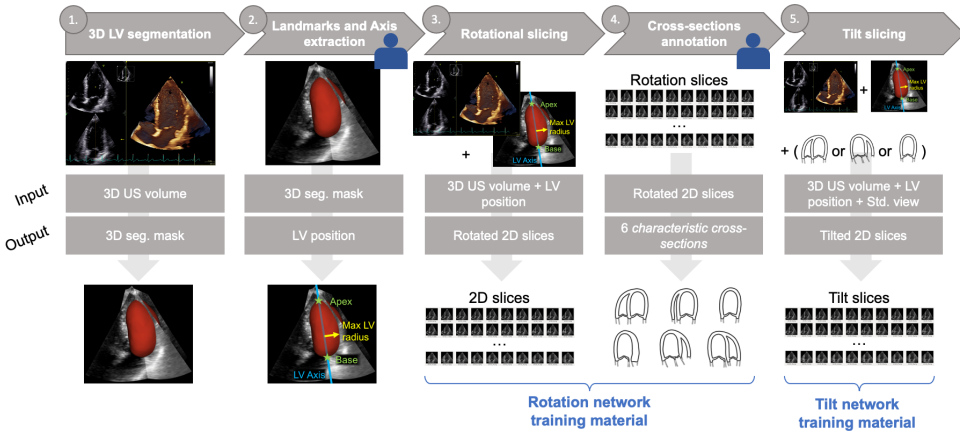 1.
3D LV segmentation
2.
Landmarks and Axis
extraction
3.
Rotational slicing
4.
Cross-sections
annotation
5.
Tilt slicing
Apex
Max LV
radius
Base
LV Axis
+
Rotation slices
...
+
+ ( or or )
Input
3D US volume
3D seg. mask
3D US volume + LV
position
Rotated 2D slices
3D US volume + LV
position + Std. view
Output
3D seg. mask
LV position
Rotated 2D slices
6 characteristic cross-
sections
Tilted 2D slices
Apex
Max LV
radius
Base
LV Axis
2D slices
...
Tilt slices
...
Rotation network
training material
Tilt network
training material